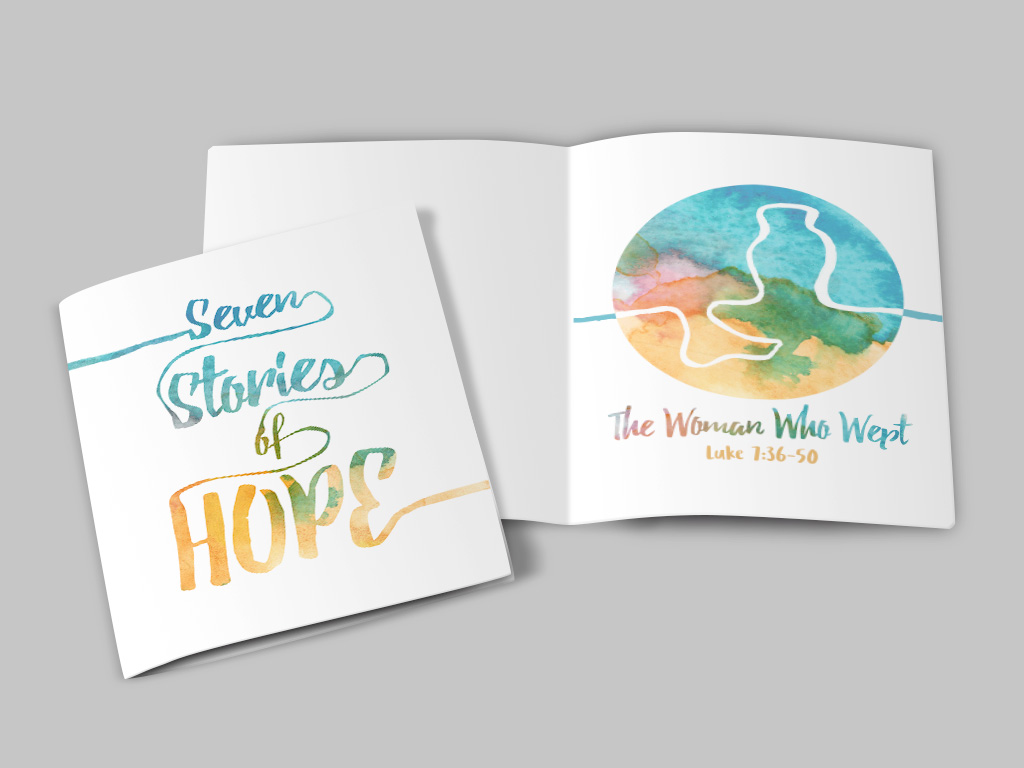 Seven
Stories
of
HOPE
The Woman Who Wept
Luke 7:36-50